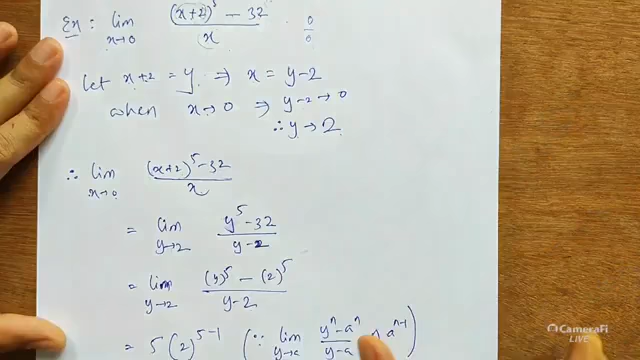 Ex: lim x→0 (x+2)^5 - 32 / x 0/0
Let x+2 = y ⇒ x = y-2
when x→0 ⇒ y-2→0
∴ y→2
∴ lim x→0 (x+2)^5 - 32 / x
= lim y→2 y^5 - 32 / y-2
= lim y→2 (y)^5 - (2)^5 / y-2
= 5(2)^5-1 (∵ lim y→a y^n - a^n / y-a a^n-1)
CameraFi
LIVE